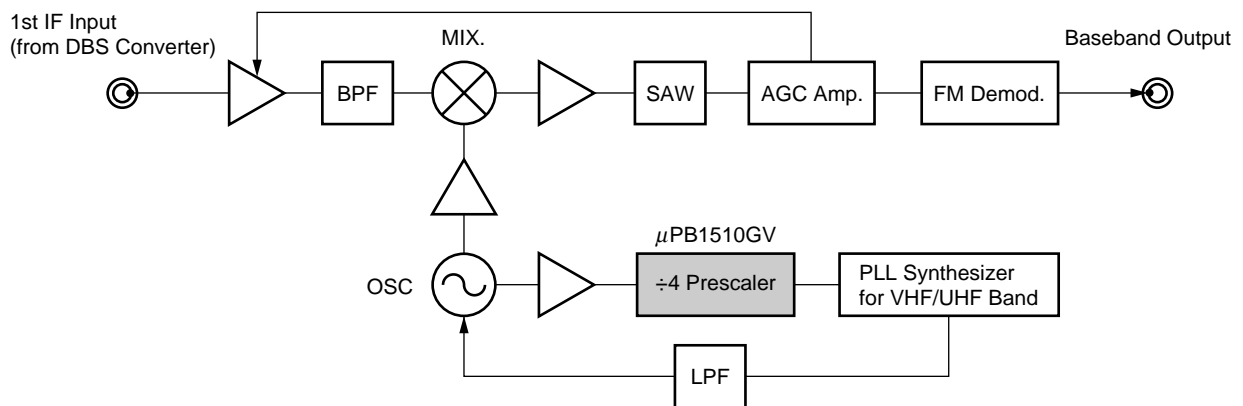 1st IF Input
(from DBS Converter)
MIX.
Baseband Output
BPF
SAW
AGC Amp.
FM Demod.
μPB1510GV
OSC
÷4 Prescaler
PLL Synthesizer
for VHF/UHF Band
LPF